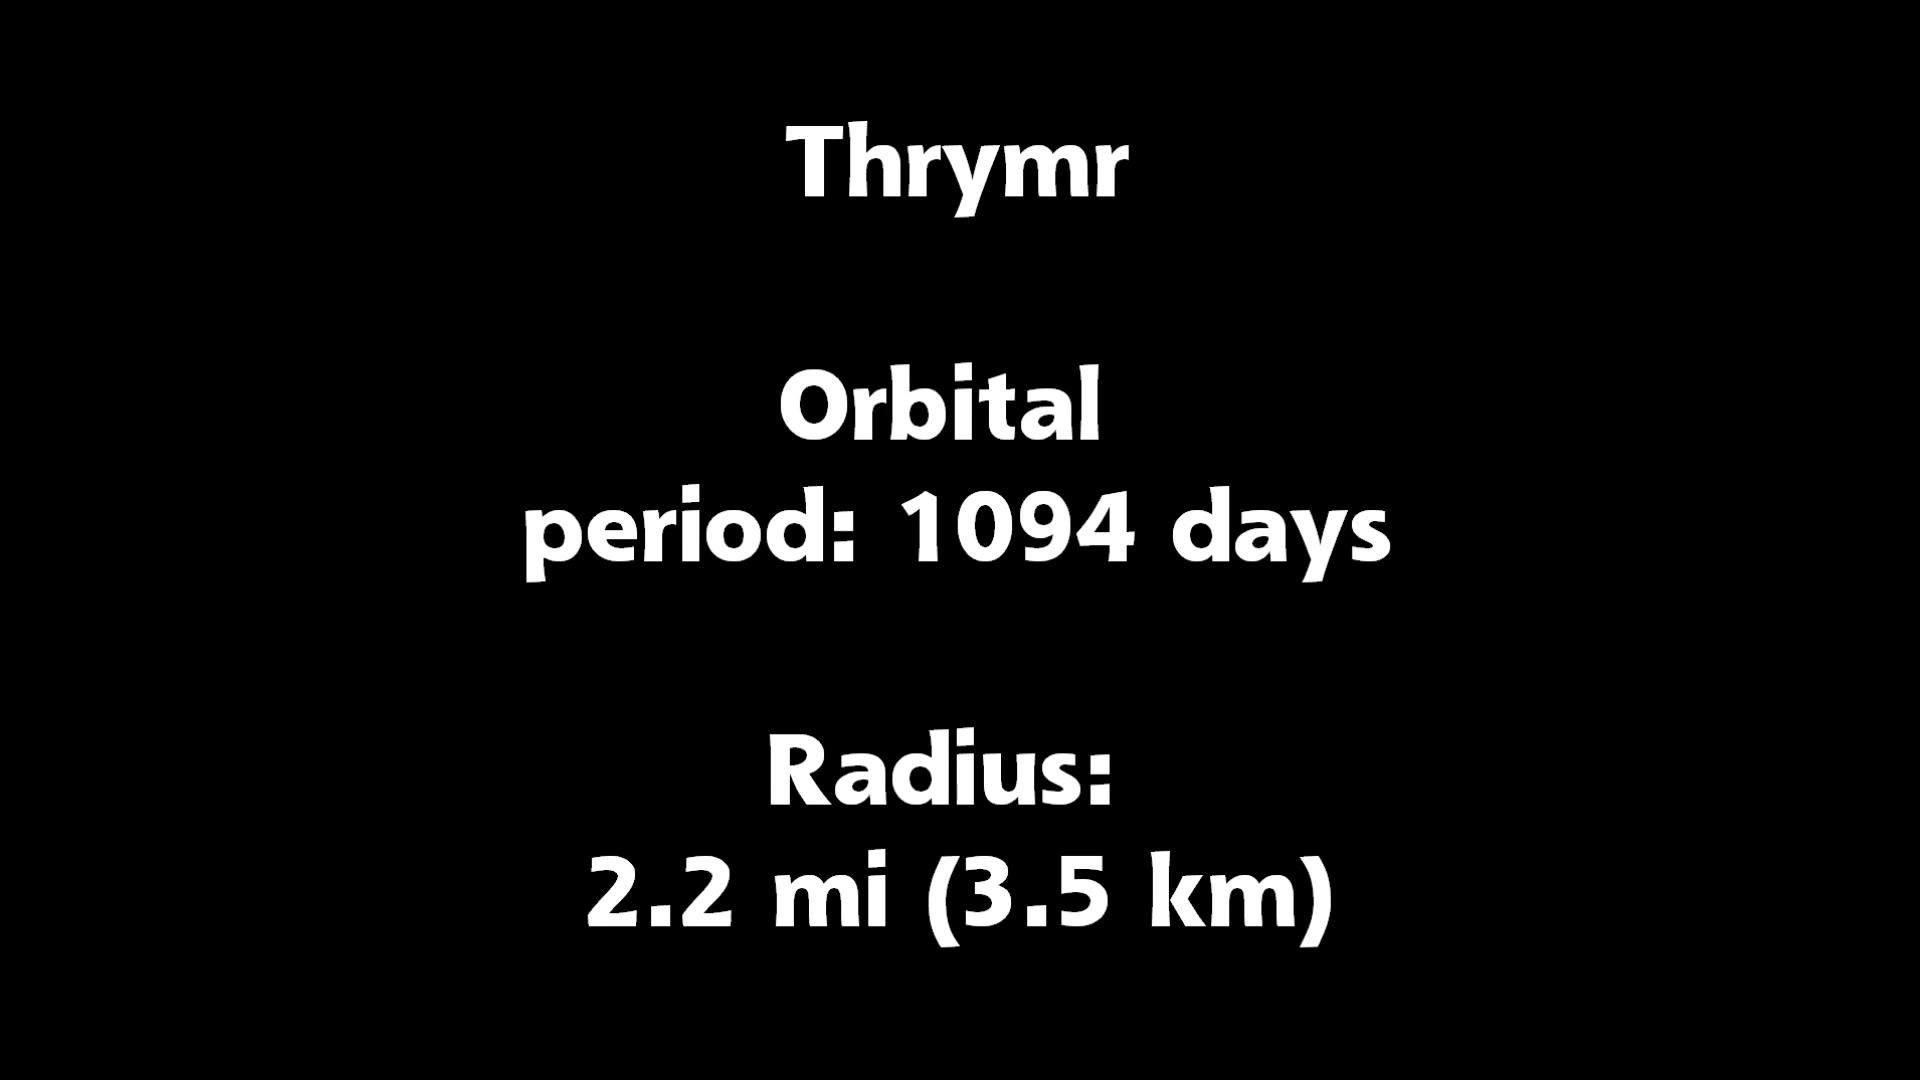 Thrymr
Orbital
period: 1094 days
Radius:
2.2 mi (3.5 km)